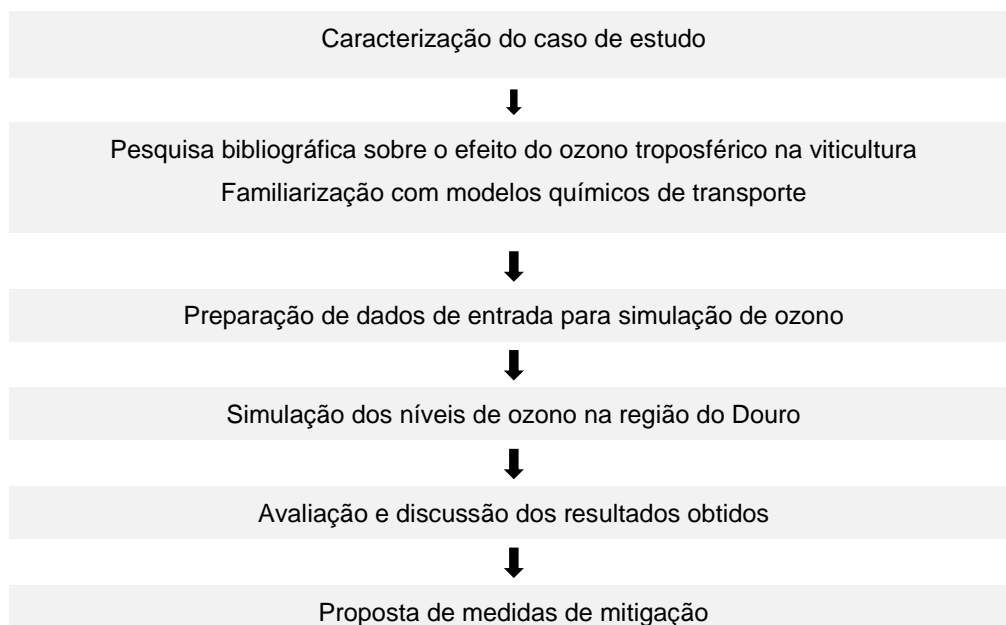 Caracterização do caso de estudo
Pesquisa bibliográfica sobre o efeito do ozono troposférico na viticultura
Familiarização com modelos químicos de transporte
Preparação de dados de entrada para simulação de ozono
Simulação dos níveis de ozono na região do Douro
Avaliação e discussão dos resultados obtidos
Proposta de medidas de mitigação